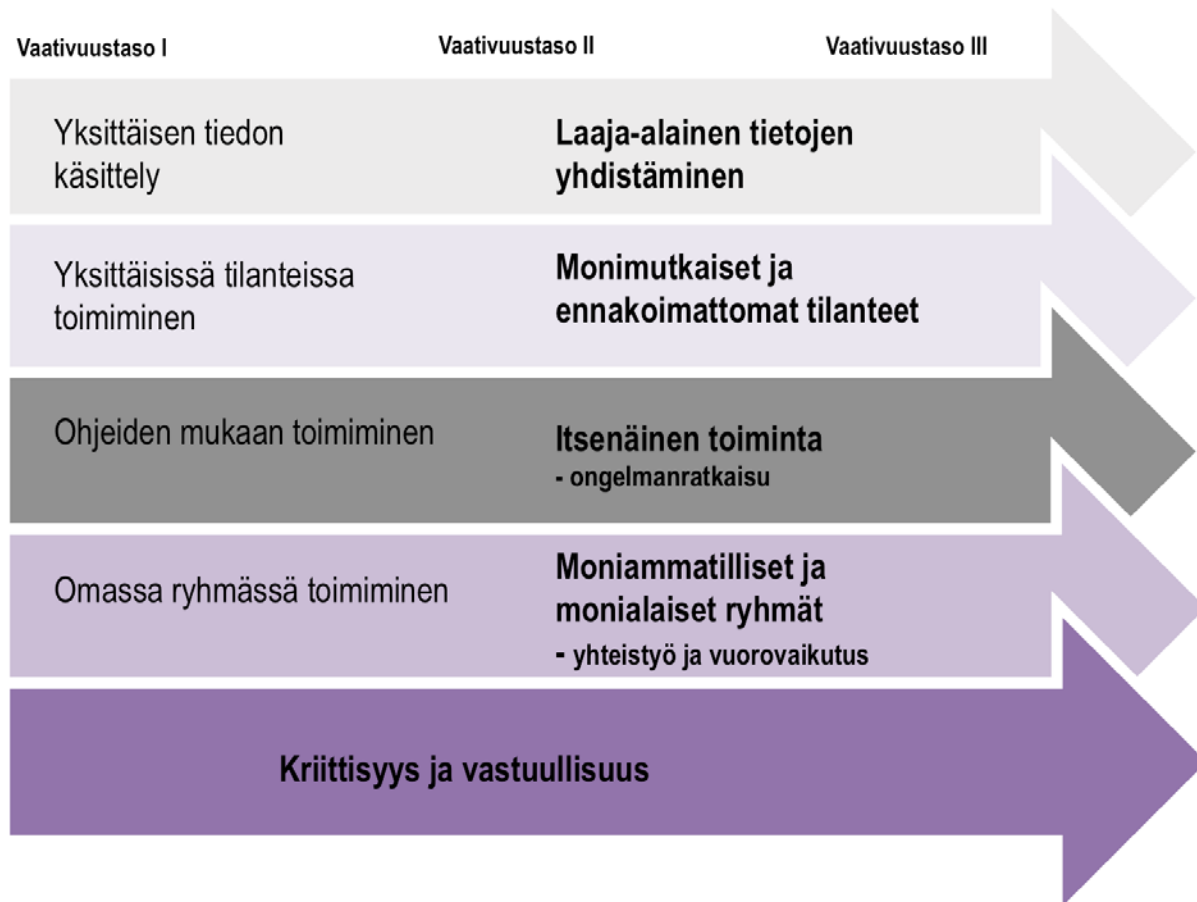 Vaativuustaso I
Vaativuustaso II
Vaativuustaso III
Yksittäisen tiedon
käsittely
Laaja-alainen tietojen
yhdistäminen
Yksittäisissä tilanteissa
toimiminen
Monimutkaiset ja
ennakoimattomat tilanteet
Ohjeiden mukaan toimiminen
Itsenäinen toiminta
- ongelmanratkaisu
Omassa ryhmässä toimiminen
Moniammatilliset ja
monialaiset ryhmät
- yhteistyö ja vuorovaikutus
Kriittisyys ja vastuullisuus